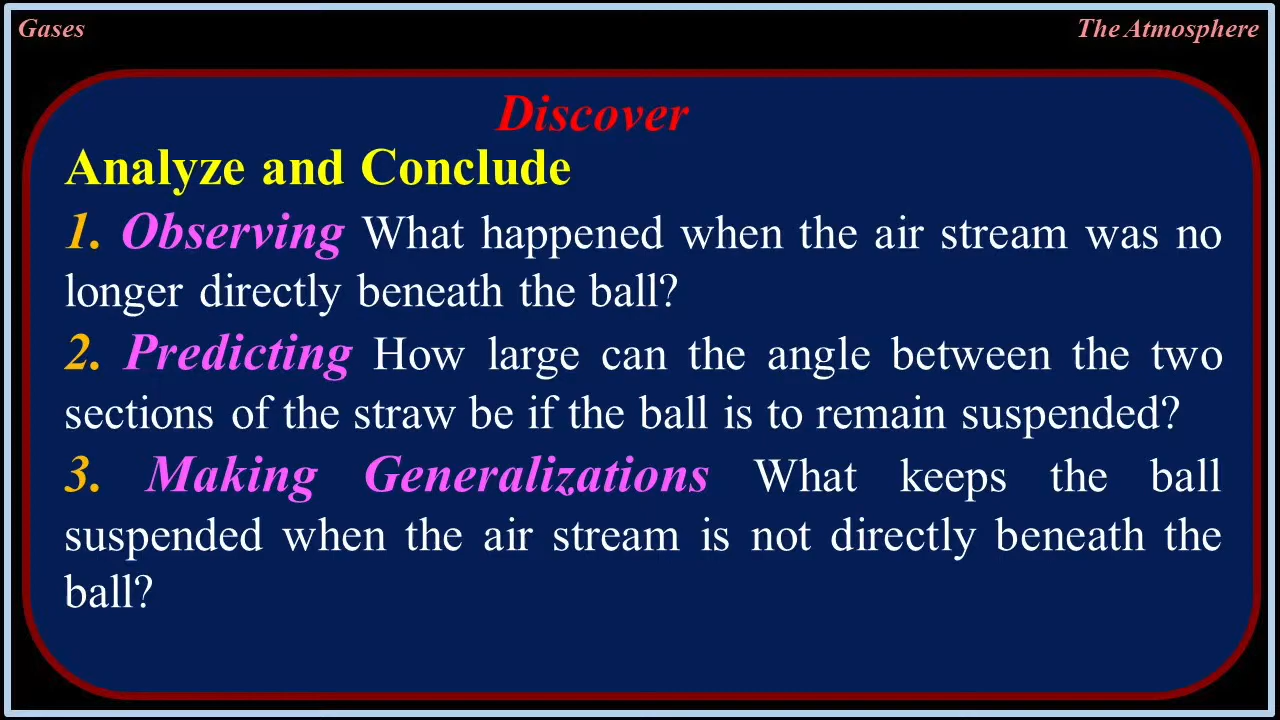 Gases
The Atmosphere
Discover
Analyze and Conclude
1. Observing What happened when the air stream was no
longer directly beneath the ball?
2. Predicting How large can the angle between the two
sections of the straw be if the ball is to remain suspended?
3. Making Generalizations What keeps the ball
suspended when the air stream is not directly beneath the
ball?